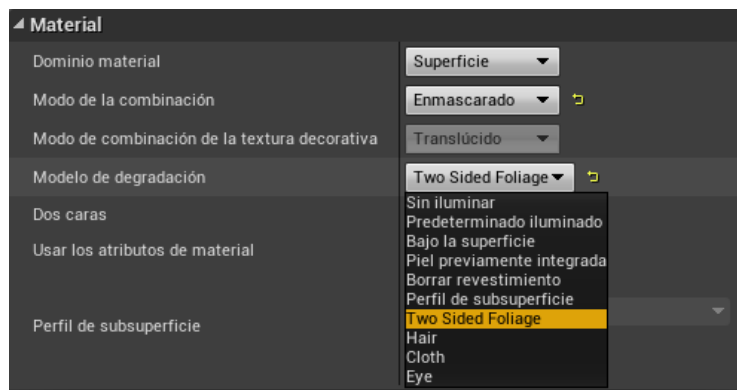 Material
Dominio material
Superficie
Modo de la combinación
Enmascarado
Modo de combinación de la textura decorativa
Translúcido
Modelo de degradación
Two Sided Foliage
Sin iluminar
Dos caras
Predeterminado iluminado
Bajo la superficie
Usar los atributos de material
Piel previamente integrada
Borrar revestimiento
Perfil de subsuperficie
Perfil de subsuperficie
Two Sided Foliage
Hair
Cloth
Eye